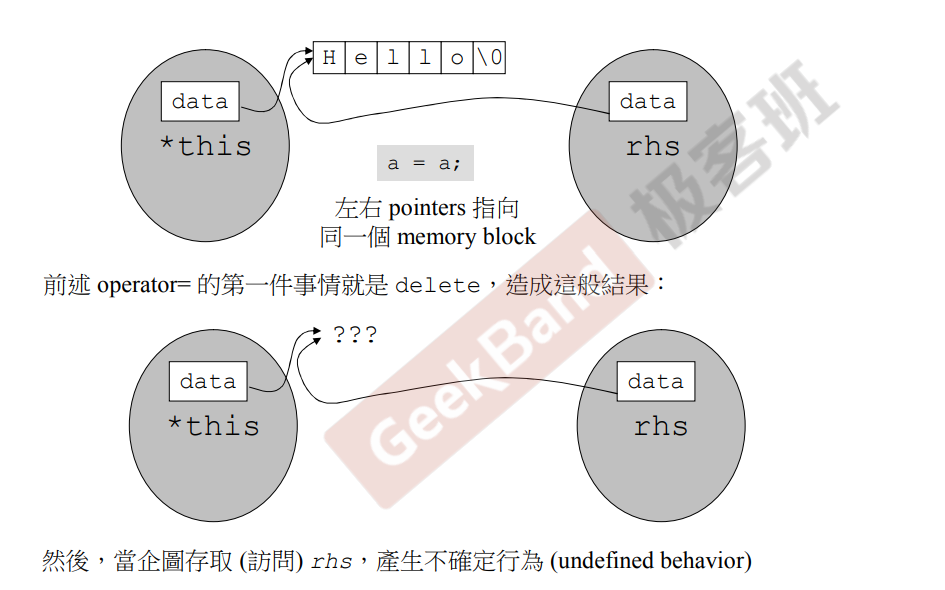 H e l l o \0
data
data
*this
rhs
a = a;
左右 pointers 指向
同一個 memory block
前述 operator= 的第一件事情就是 delete，造成這般結果：
???
data
data
*this
rhs
然後，當企圖存取 (訪問) rhs，產生不確定行為 (undefined behavior)
GeekBand
极客班